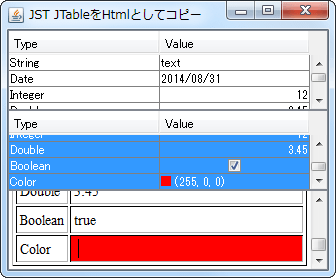 JST JTableをHtmlとしてコピー
Type Value
String text
Date 2014/08/31
Integer 12
Double 3.45
Type Value
Integer 12
Double 3.45
Boolean
Color (255, 0, 0)
Double 3.45
Boolean true
Color